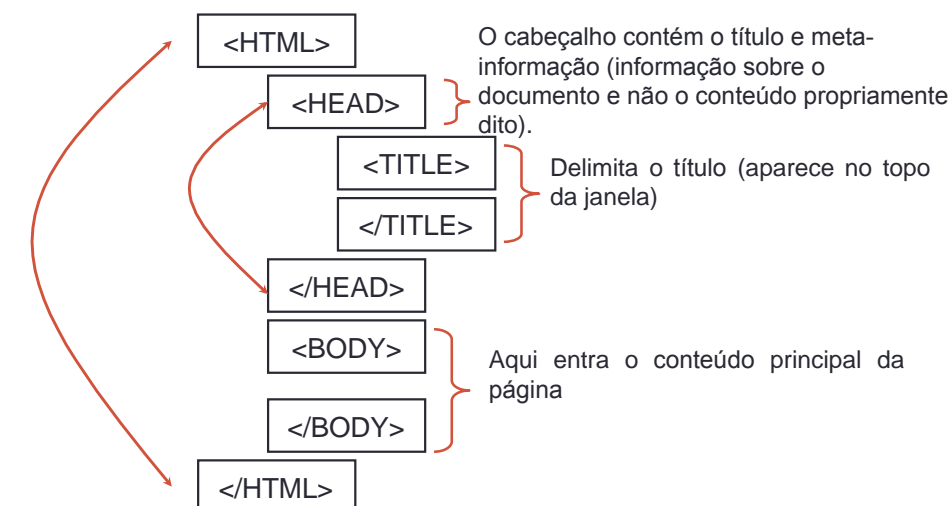 <HTML>
O cabeçalho contém o título e meta-
informação (informação sobre o
<HEAD>
documento e não o conteúdo propriamente
dito).
<TITLE>
Delimita o título (aparece no topo
da janela)
</TITLE>
</HEAD>
<BODY>
Aqui entra o conteúdo principal da
página
</BODY>
</HTML>